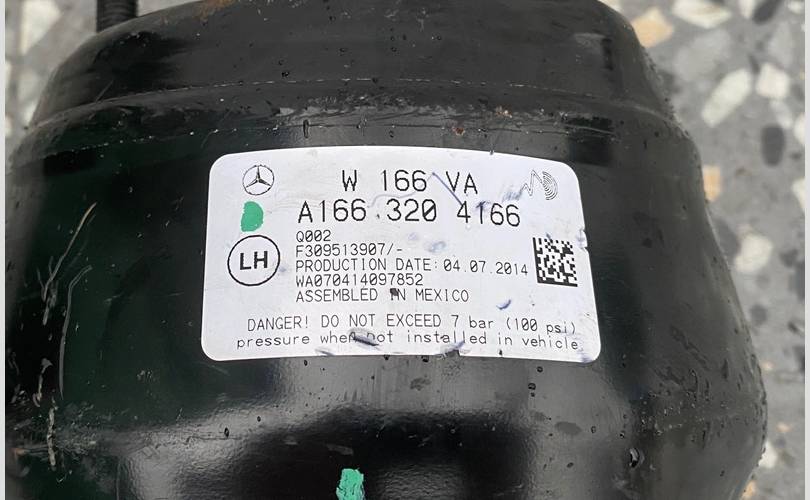 W 166 VA
A166 320 4166
Q002
F309513907/-
LH
PRODUCTION DATE: 04.07.2014
WA070414097852
ASSEMBLED IN MEXICO
DANGER! DO NOT EXCEED 7 bar (100 psi)
pressure when not installed in vehicle